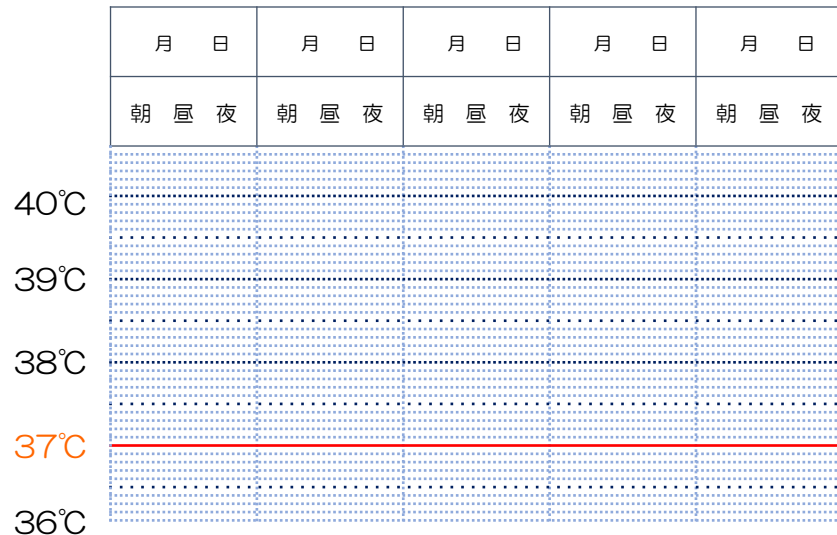 月 日 月 日 月 日 月 日 月 日
朝 昼 夜 朝 昼 夜 朝 昼 夜 朝 昼 夜 朝 昼 夜
40℃
39℃
38℃
37℃
36℃